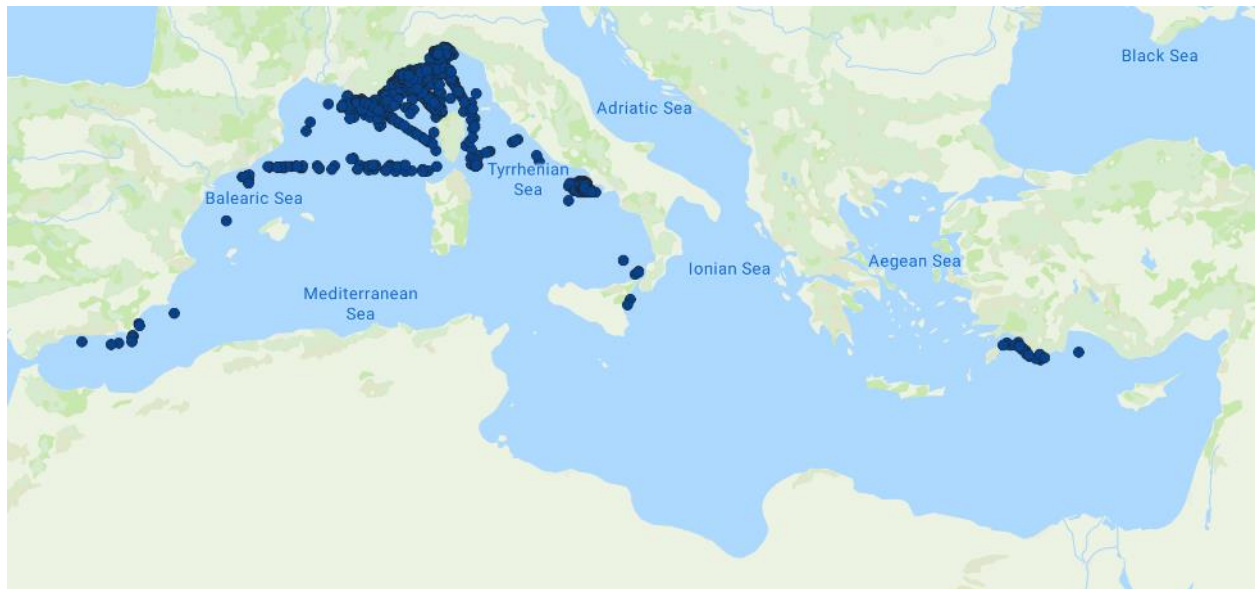 Black Sea
Adriatic Sea
Tyrrhenian
Sea
Balearic Sea
Ionian Sea
Aegean Sea
Mediterranean
Sea